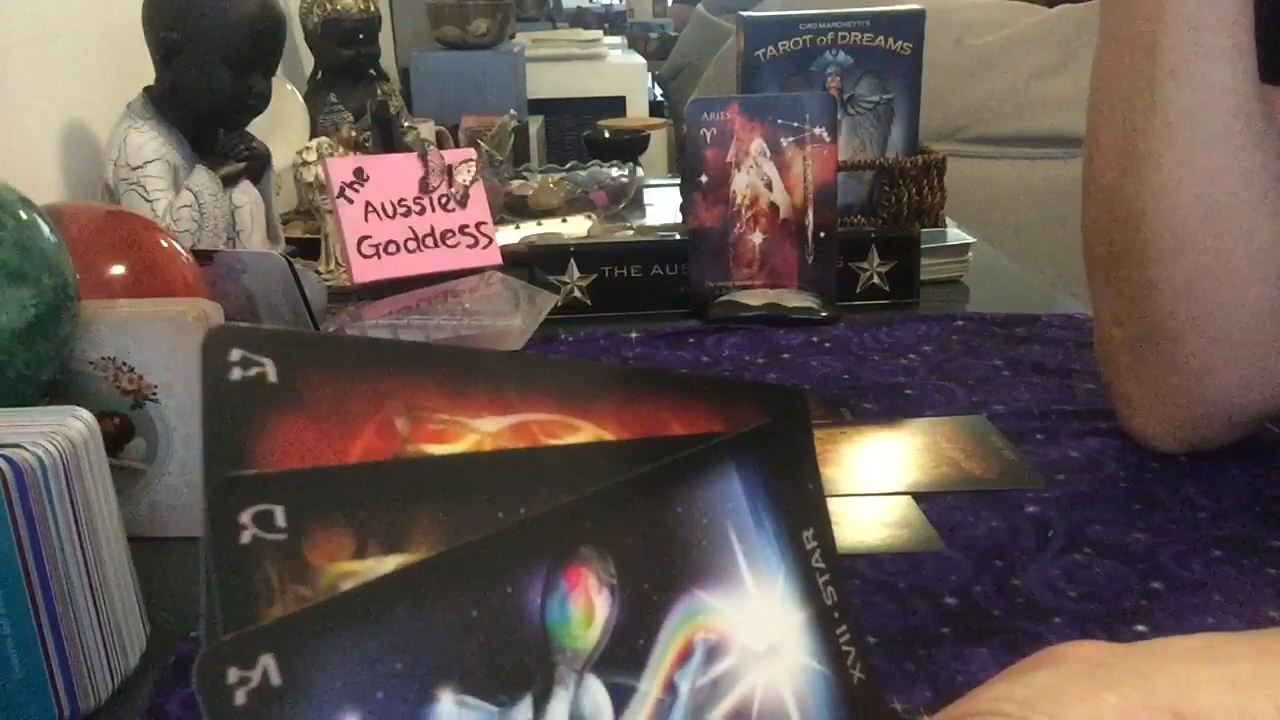 CIRO MARCHETTI'S
TAROT of DREAMS
ARIES
The
Aussie
Goddess
THE AUS S
ע
צ
XVII · STAR